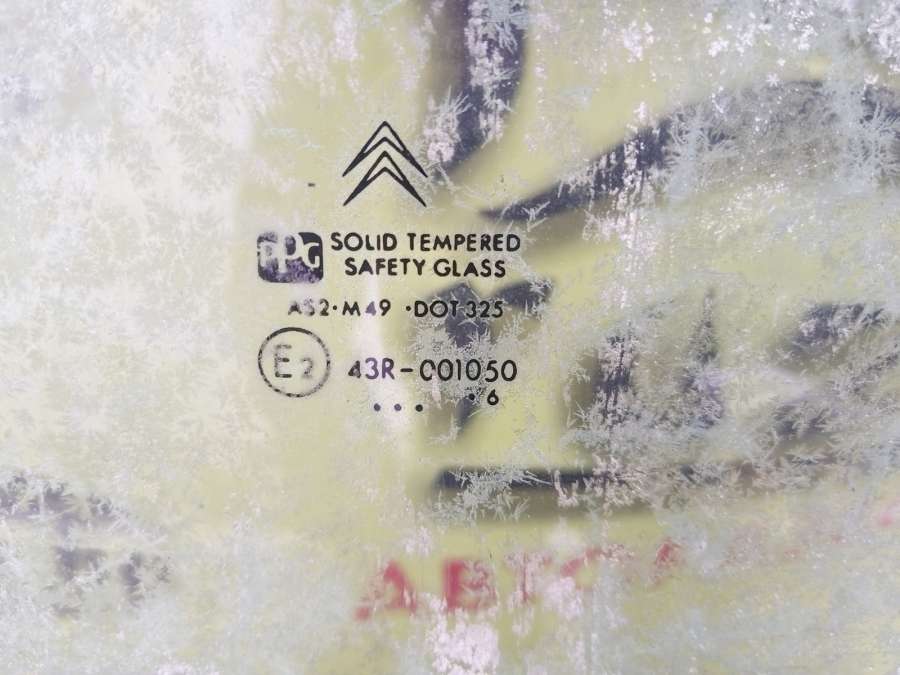 PPG SOLID TEMPERED
SAFETY GLASS
AS2·M49 ·DOT 325
E2 43R-001050
... ·6